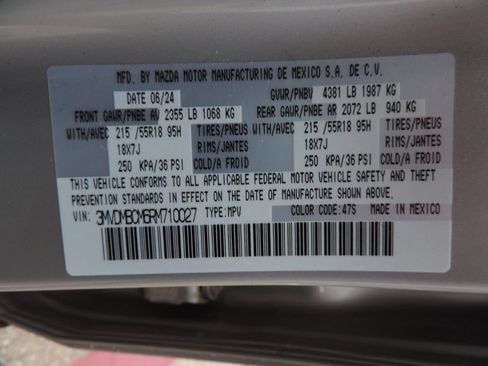 MFD. BY MAZDA MOTOR MANUFACTURING DE MEXICO S.A. DE C.V.
DATE 06/24 GVWR/PNBV 4381 LB 1987 KG
FRONT GAWR/PNBE AV 2355 LB 1068 KG REAR GAWR/PNBE AR 2072 LB 940 KG
WITH/AVEC 215 /55R18 95H TIRES/PNEUS WITH/AVEC 215 /55R18 95H TIRES/PNEUS
18X7J RIMS/JANTES 18X7J RIMS/JANTES
250 KPA/36 PSI COLD/A FROID 250 KPA/36 PSI COLD/A FROID
THIS VEHICLE CONFORMS TO ALL APPLICABLE FEDERAL MOTOR VEHICLE SAFETY AND THEFT
PREVENTION STANDARDS IN EFFECT ON THE DATE OF MANUFACTURE SHOWN ABOVE.
VIN: 3MVDMBCM6RM710027 TYPE: MPV COLOR CODE: 47S MADE IN MEXICO